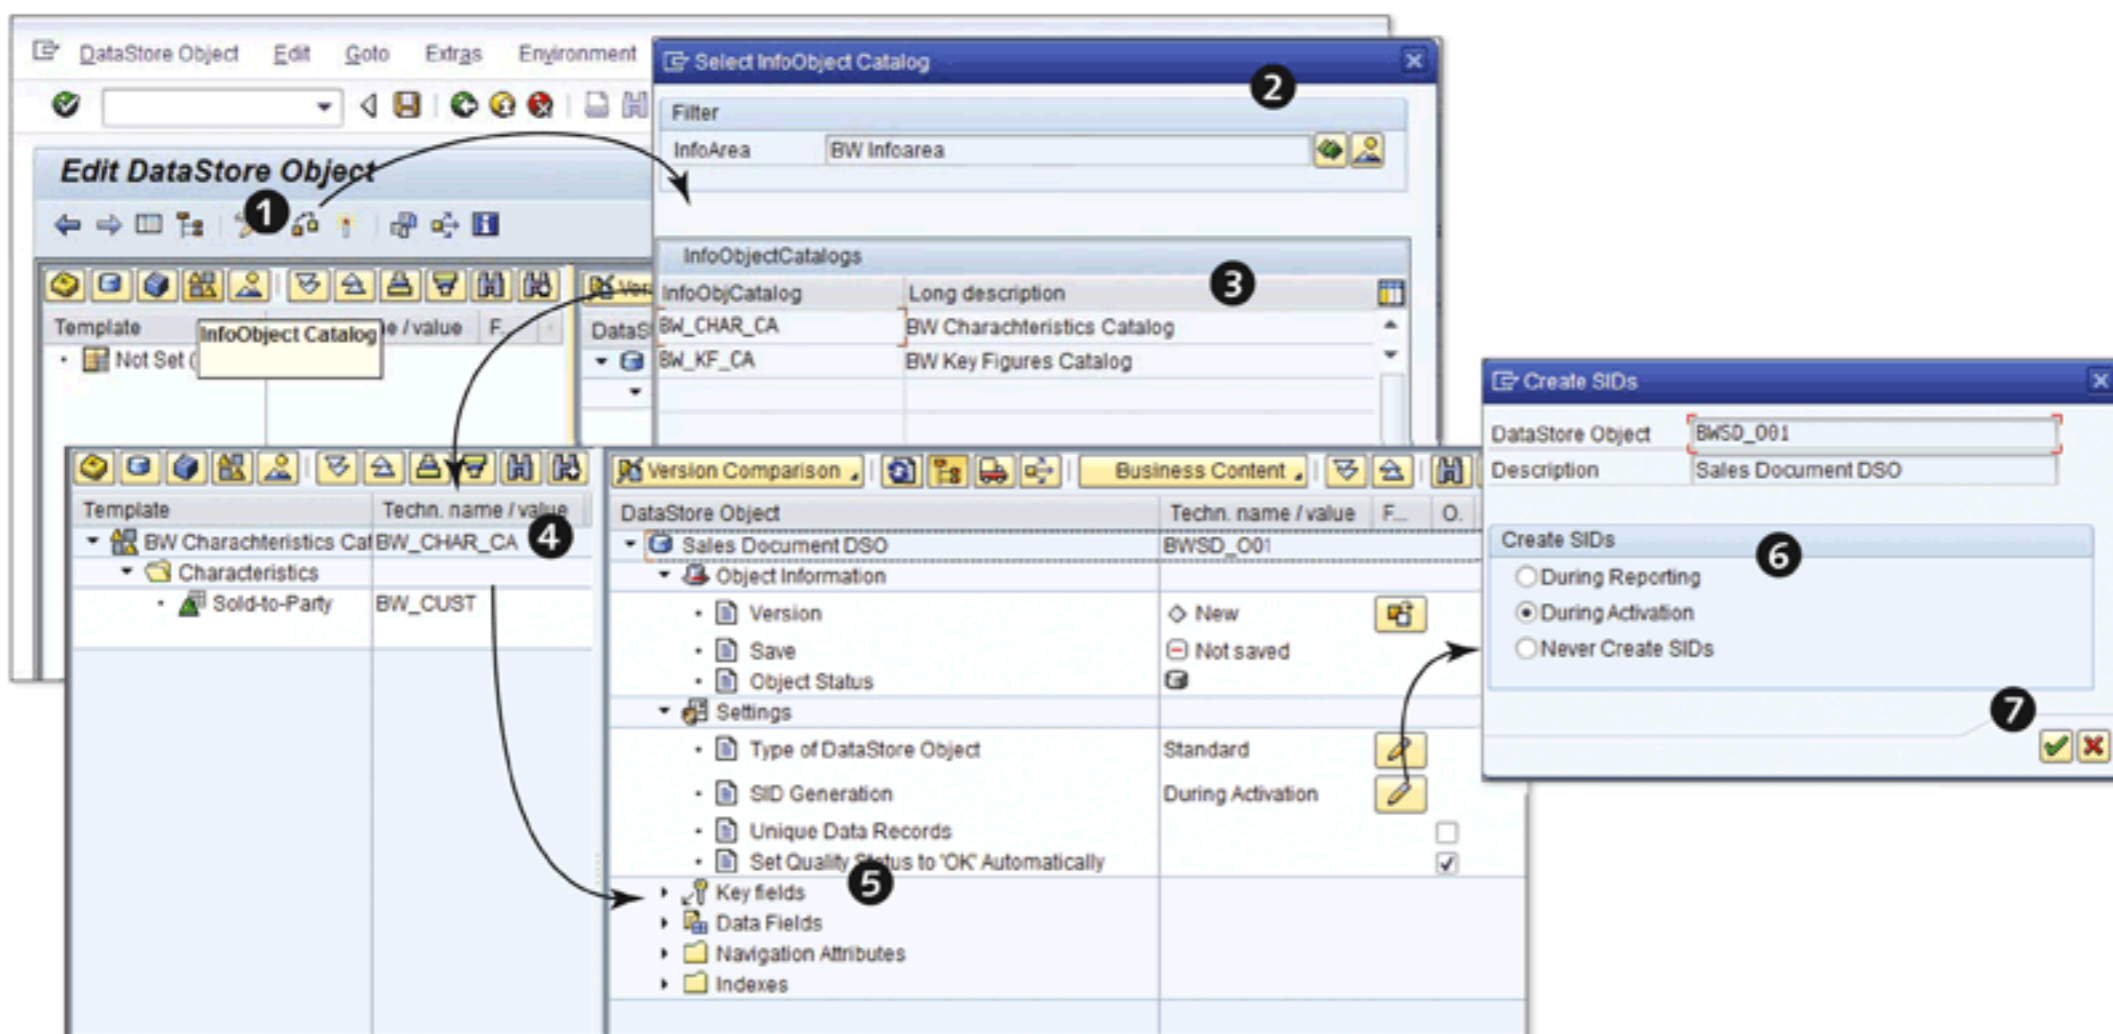 DataStore Object Edit Goto Extras Environment
Edit DataStore Object
1
Template e / value F...
InfoObject Catalog
Not Set (
Select InfoObject Catalog
2
Filter
InfoArea BW Infoarea
InfoObjectCatalogs
3
InfoObjCatalog Long description
BW_CHAR_CA BW Charachteristics Catalog
BW_KF_CA BW Key Figures Catalog
Template Techn. name / value
BW Charachteristics Cat BW_CHAR_CA 4
Characteristics
Sold-to-Party BW_CUST
Version Comparison Business Content
DataStore Object Techn. name / value F... O.
Sales Document DSO BWSD_O01
Object Information
Version New
Save Not saved
Object Status
Settings
Type of DataStore Object Standard
SID Generation During Activation
Unique Data Records
Set Quality Status to 'OK' Automatically
5
Key fields
Data Fields
Navigation Attributes
Indexes
Create SIDs
DataStore Object BWSD_O01
Description Sales Document DSO
Create SIDs
6
During Reporting
During Activation
Never Create SIDs
7